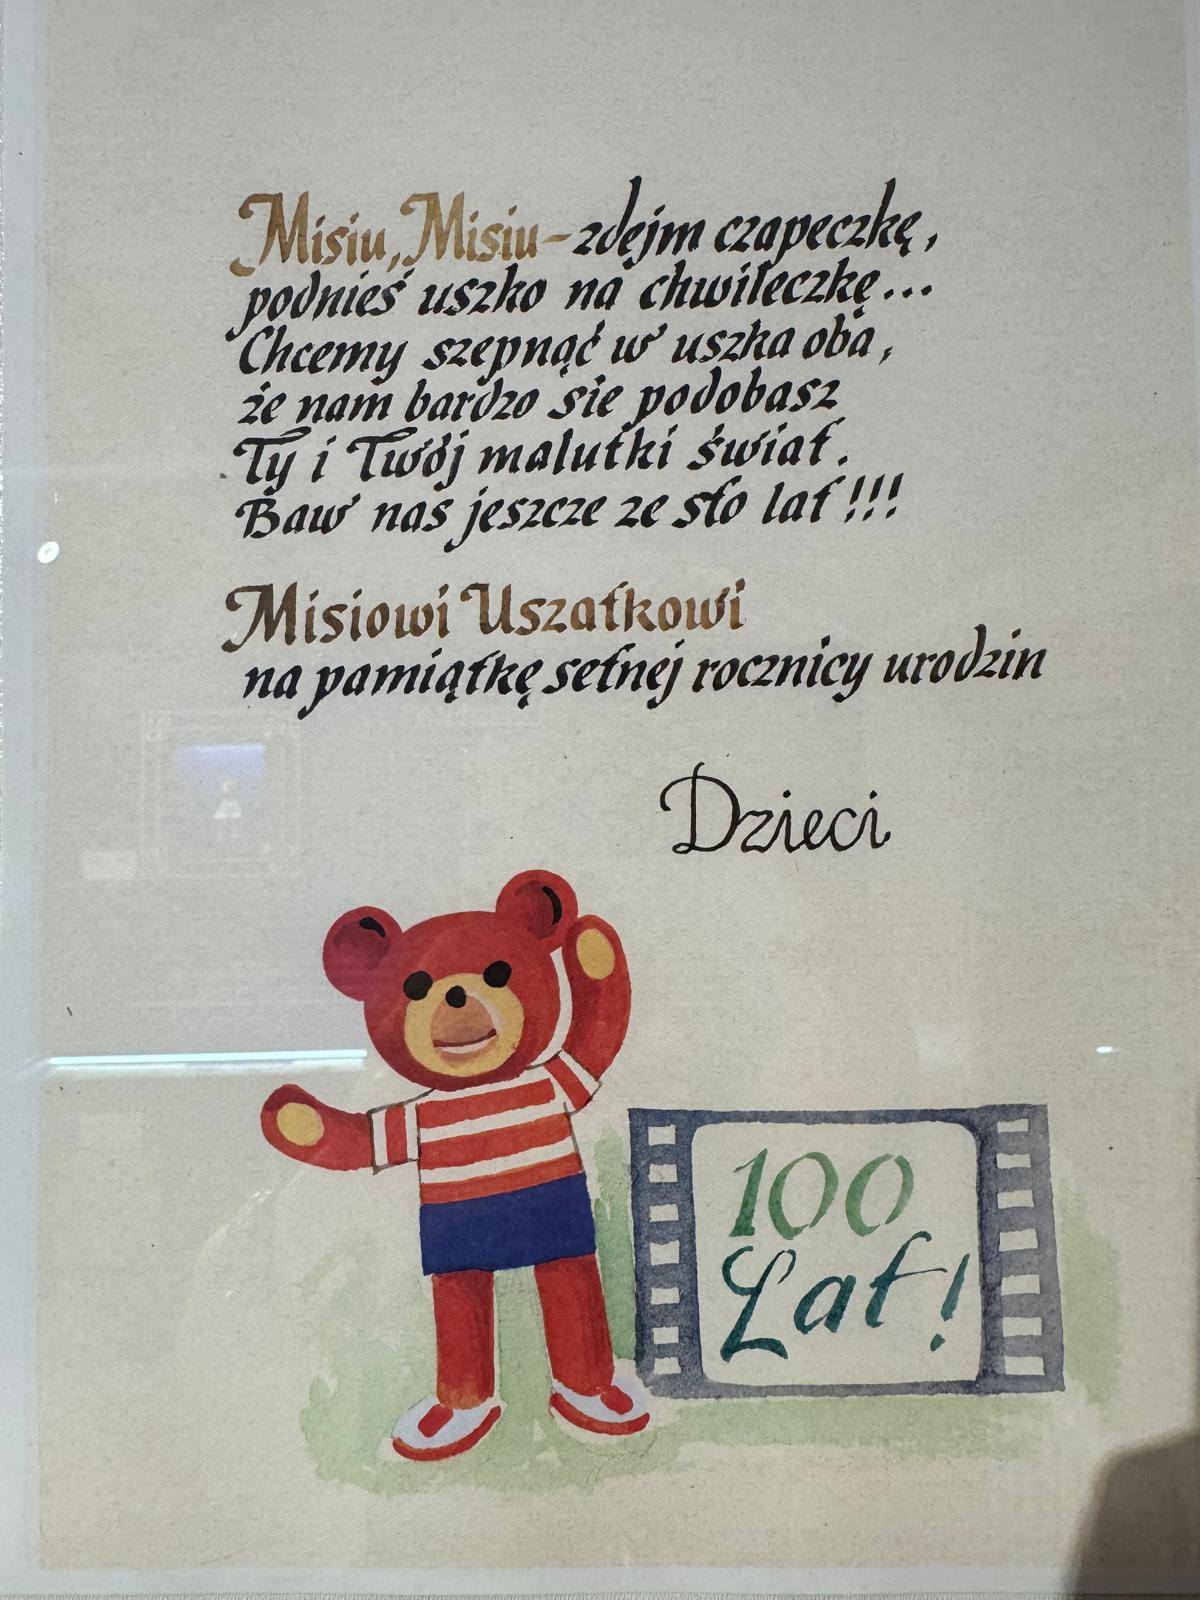 Misiu, Misiu – zdejm czapeczkę,
podnieś uszko na chwileczkę...
Chcemy szepnąć w uszka oba,
że nam bardzo sie podobasz
Ty i Twój malutki świat.
Baw nas jeszcze ze sto lat!!!
Misiowi Uszatkowi
na pamiątkę setnej rocznicy urodzin
Dzieci
100
Lat!